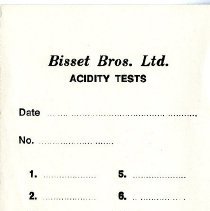 Bisset Bros. Ltd.
ACIDITY TESTS
Date ........................................
No. ....................
1. .............. 5. ..............
2. .............. 6. ..............